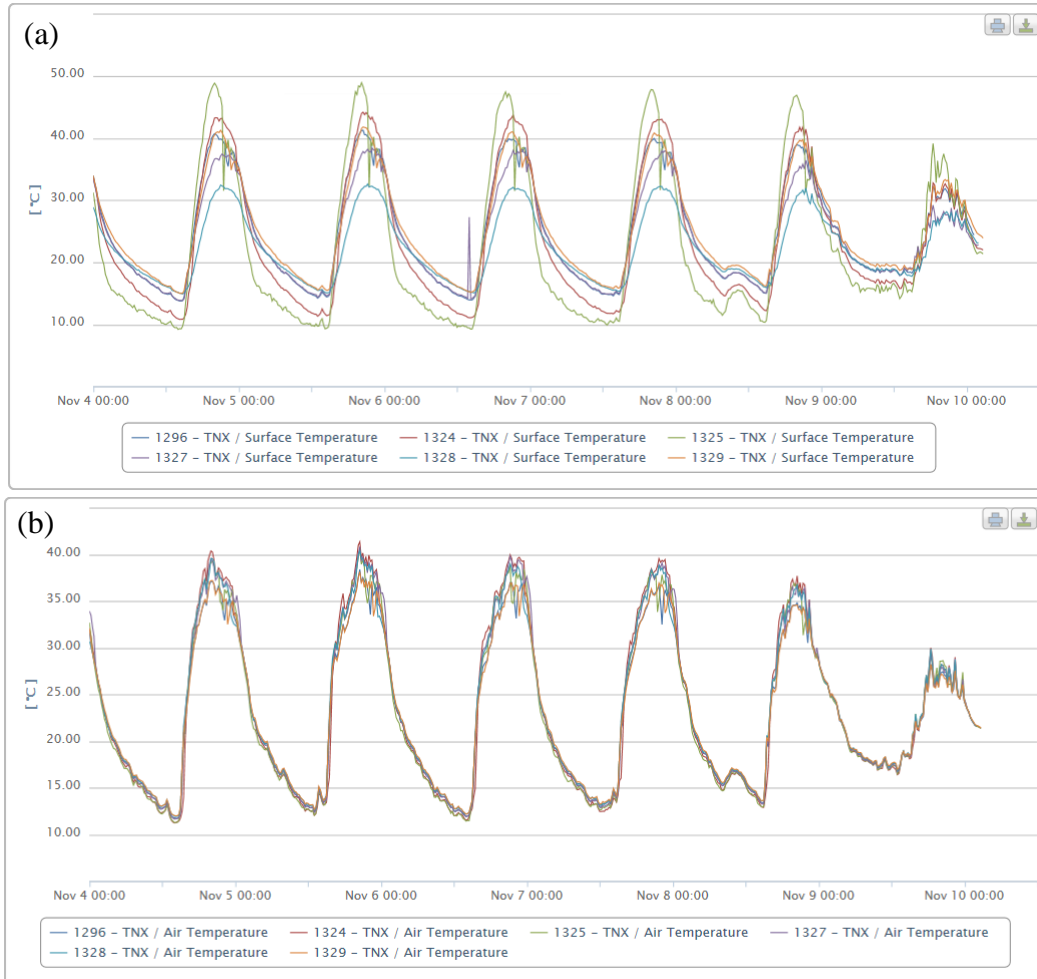 (a)
50.00
40.00
30.00
20.00
10.00
[°C]
Nov 4 00:00 Nov 5 00:00 Nov 6 00:00 Nov 7 00:00 Nov 8 00:00 Nov 9 00:00 Nov 10 00:00
1296 – TNX / Surface Temperature 1324 – TNX / Surface Temperature 1325 – TNX / Surface Temperature
1327 – TNX / Surface Temperature 1328 – TNX / Surface Temperature 1329 – TNX / Surface Temperature
(b)
40.00
35.00
30.00
25.00
20.00
15.00
10.00
[°C]
Nov 4 00:00 Nov 5 00:00 Nov 6 00:00 Nov 7 00:00 Nov 8 00:00 Nov 9 00:00 Nov 10 00:00
1296 – TNX / Air Temperature 1324 – TNX / Air Temperature 1325 – TNX / Air Temperature 1327 – TNX / Air Temperature
1328 – TNX / Air Temperature 1329 – TNX / Air Temperature